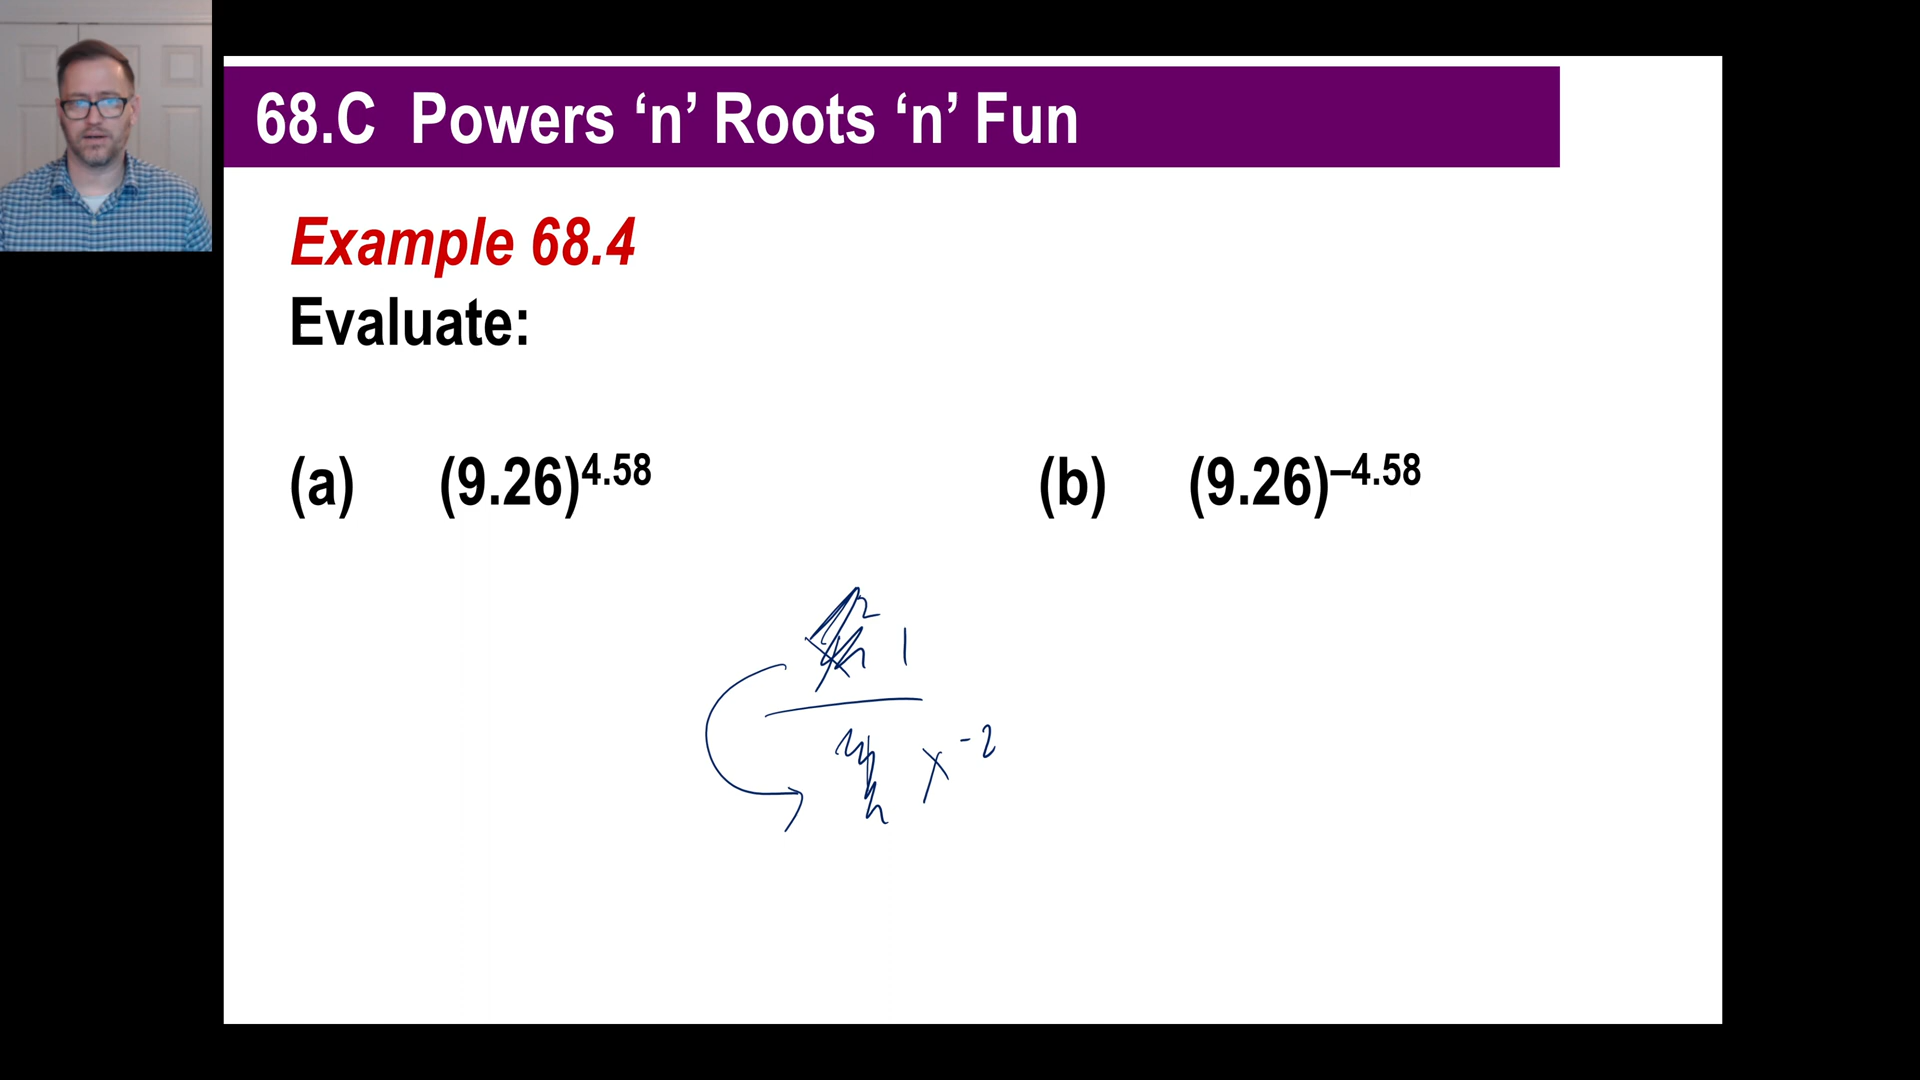 68.C Powers ‘n’ Roots ‘n’ Fun
Example 68.4
Evaluate:
(a) (9.26)^4.58 (b) (9.26)^–4.58
1
x^-2